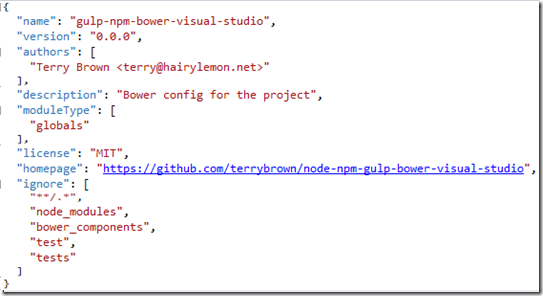 {
"name": "gulp-npm-bower-visual-studio",
"version": "0.0.0",
"authors": [
"Terry Brown <terry@hairylemon.net>"
],
"description": "Bower config for the project",
"moduleType": [
"globals"
],
"license": "MIT",
"homepage": "https://github.com/terrybrown/node-npm-gulp-bower-visual-studio",
"ignore": [
"**/.*",
"node_modules",
"bower_components",
"test",
"tests"
]
}